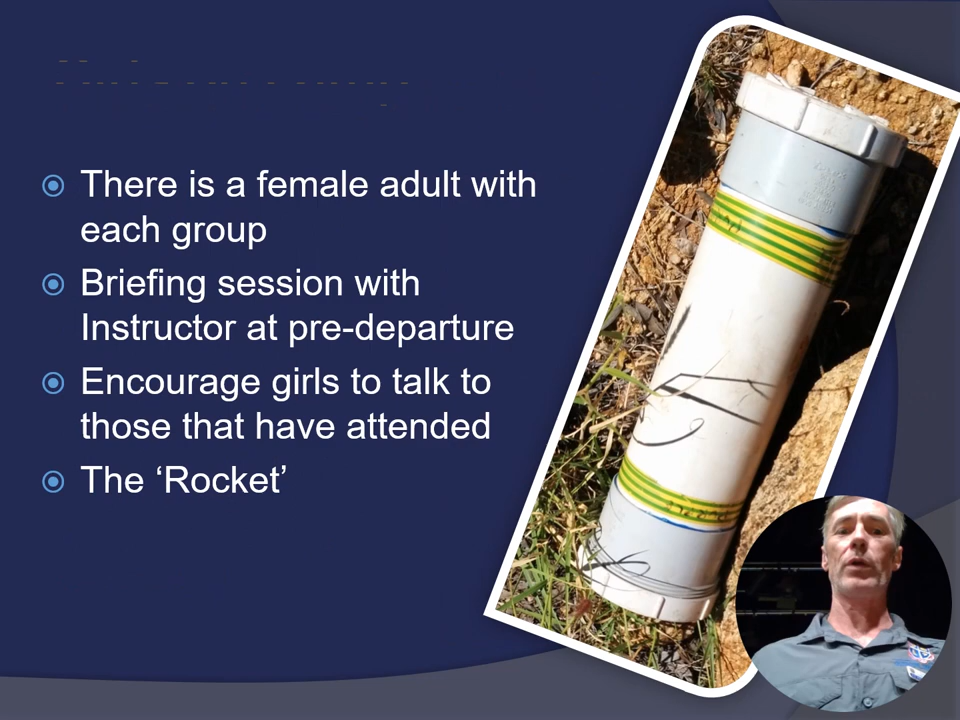 There is a female adult with
each group
Briefing session with
Instructor at pre-departure
Encourage girls to talk to
those that have attended
The ‘Rocket’